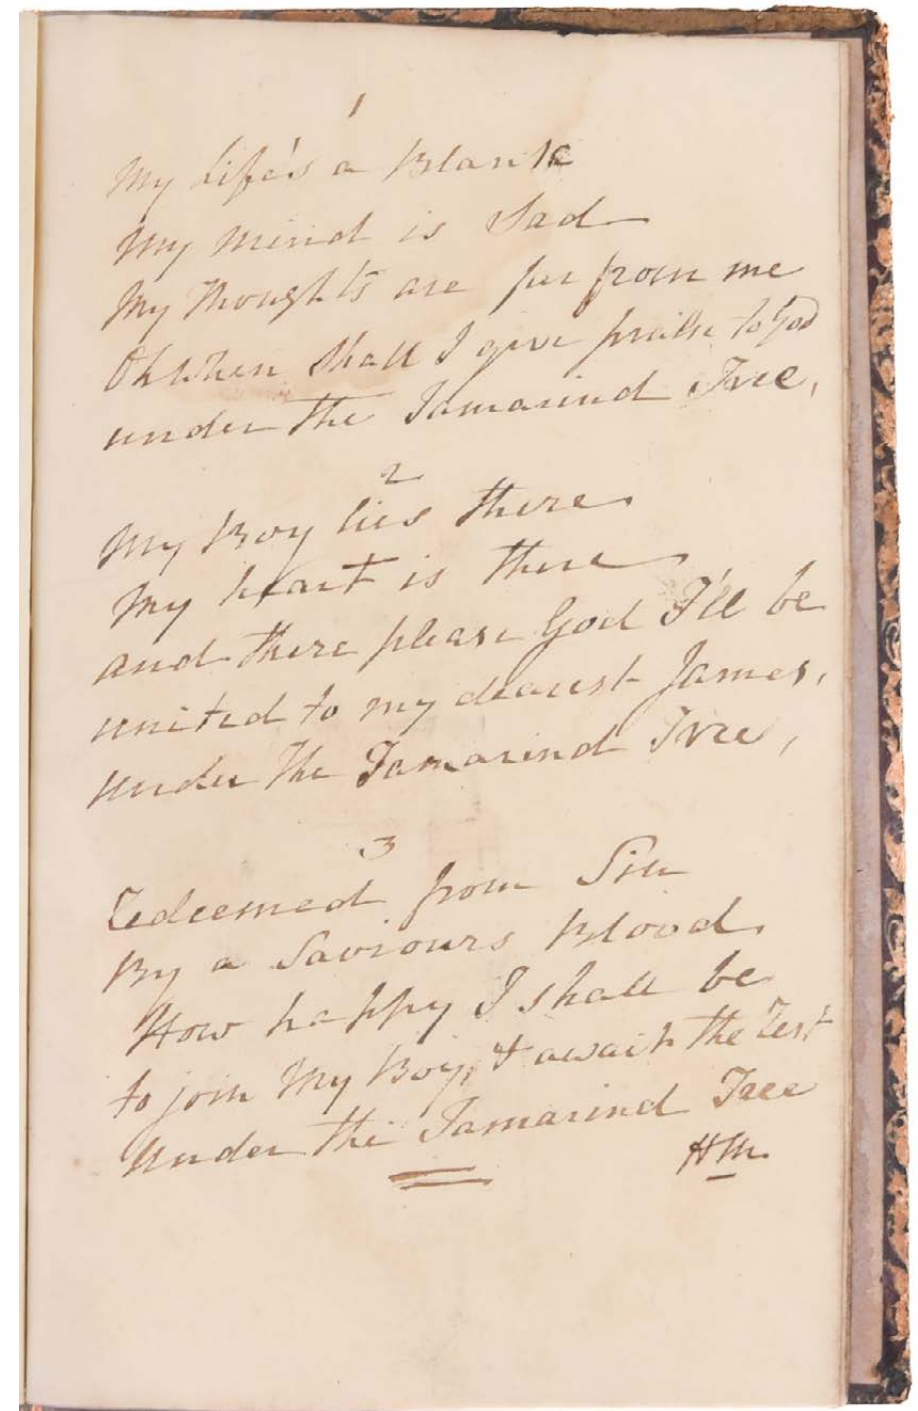 1
My Life's a Blank
My mind is Sad
My Thoughts are far from me
Oh When Shall I give praise to God
under the Tamarind Tree,
2
My Boy lies there
My heart is there
and there please God I'll be
united to my dearest James,
under the Tamarind Tree,
3
Redeemed from Sin
By a Saviours Blood
How happy I shall be
to join My Boy, & await the Rest
Under the Tamarind Tree
HM.